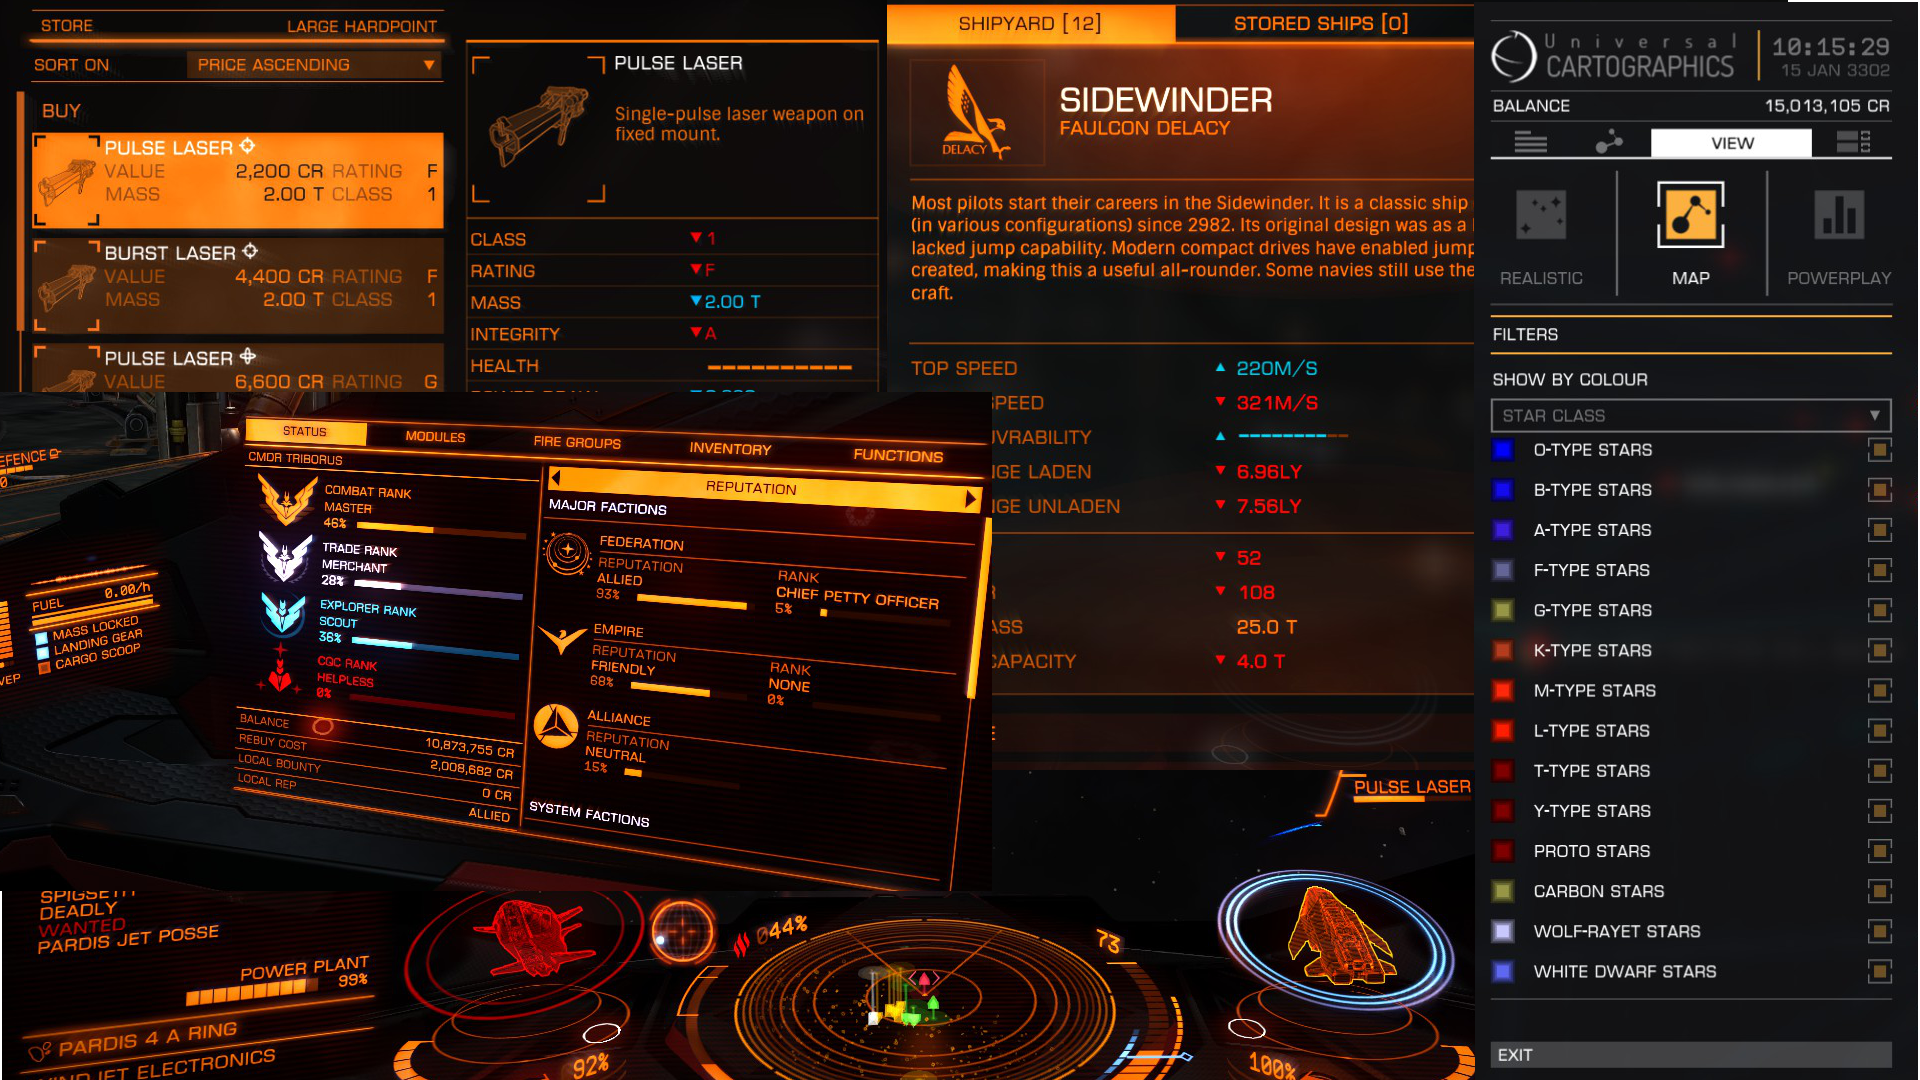 STORE
LARGE HARDPOINT
SORT ON
PRICE ASCENDING
BUY
PULSE LASER
VALUE 2,200 CR RATING F
MASS 2.00 T CLASS 1
BURST LASER
VALUE 4,400 CR RATING F
MASS 2.00 T CLASS 1
PULSE LASER
VALUE 6,600 CR RATING G
PULSE LASER
Single-pulse laser weapon on
fixed mount.
CLASS 1
RATING F
MASS 2.00 T
INTEGRITY A
HEALTH
SHIPYARD [12]
STORED SHIPS [0]
DELACY
SIDEWINDER
FAULCON DELACY
Most pilots start their careers in the Sidewinder. It is a classic ship
(in various configurations) since 2982. Its original design was as a
lacked jump capability. Modern compact drives have enabled jump
created, making this a useful all-rounder. Some navies still use the
craft.
TOP SPEED 220M/S
SPEED 321M/S
UVRABILITY
NGE LADEN 6.96LY
NGE UNLADEN 7.56LY
52
108
ASS 25.0 T
CAPACITY 4.0 T
Universal
CARTOGRAPHICS
10:15:29
15 JAN 3302
BALANCE 15,013,105 CR
VIEW
REALISTIC
MAP
POWERPLAY
FILTERS
SHOW BY COLOUR
STAR CLASS
O-TYPE STARS
B-TYPE STARS
A-TYPE STARS
F-TYPE STARS
G-TYPE STARS
K-TYPE STARS
M-TYPE STARS
L-TYPE STARS
T-TYPE STARS
Y-TYPE STARS
PROTO STARS
CARBON STARS
WOLF-RAYET STARS
WHITE DWARF STARS
EXIT
STATUS
MODULES
FIRE GROUPS
INVENTORY
FUNCTIONS
CMDR TRIBORUS
COMBAT RANK
MASTER
46%
TRADE RANK
MERCHANT
28%
EXPLORER RANK
SCOUT
36%
CQC RANK
HELPLESS
0%
BALANCE 10,873,755 CR
REBUY COST 2,008,682 CR
LOCAL BOUNTY 0 CR
LOCAL REP ALLIED
REPUTATION
MAJOR FACTIONS
FEDERATION
REPUTATION
ALLIED
93%
RANK
CHIEF PETTY OFFICER
5%
EMPIRE
REPUTATION
FRIENDLY
68%
RANK
NONE
0%
ALLIANCE
REPUTATION
NEUTRAL
15%
SYSTEM FACTIONS
EFENCE
FUEL 0.00/h
MASS LOCKED
LANDING GEAR
CARGO SCOOP
PULSE LASER
DEADLY
WANTED
PARDIS JET POSSE
POWER PLANT
99%
PARDIS 4 A RING
JET ELECTRONICS
92%
044%
73
100%